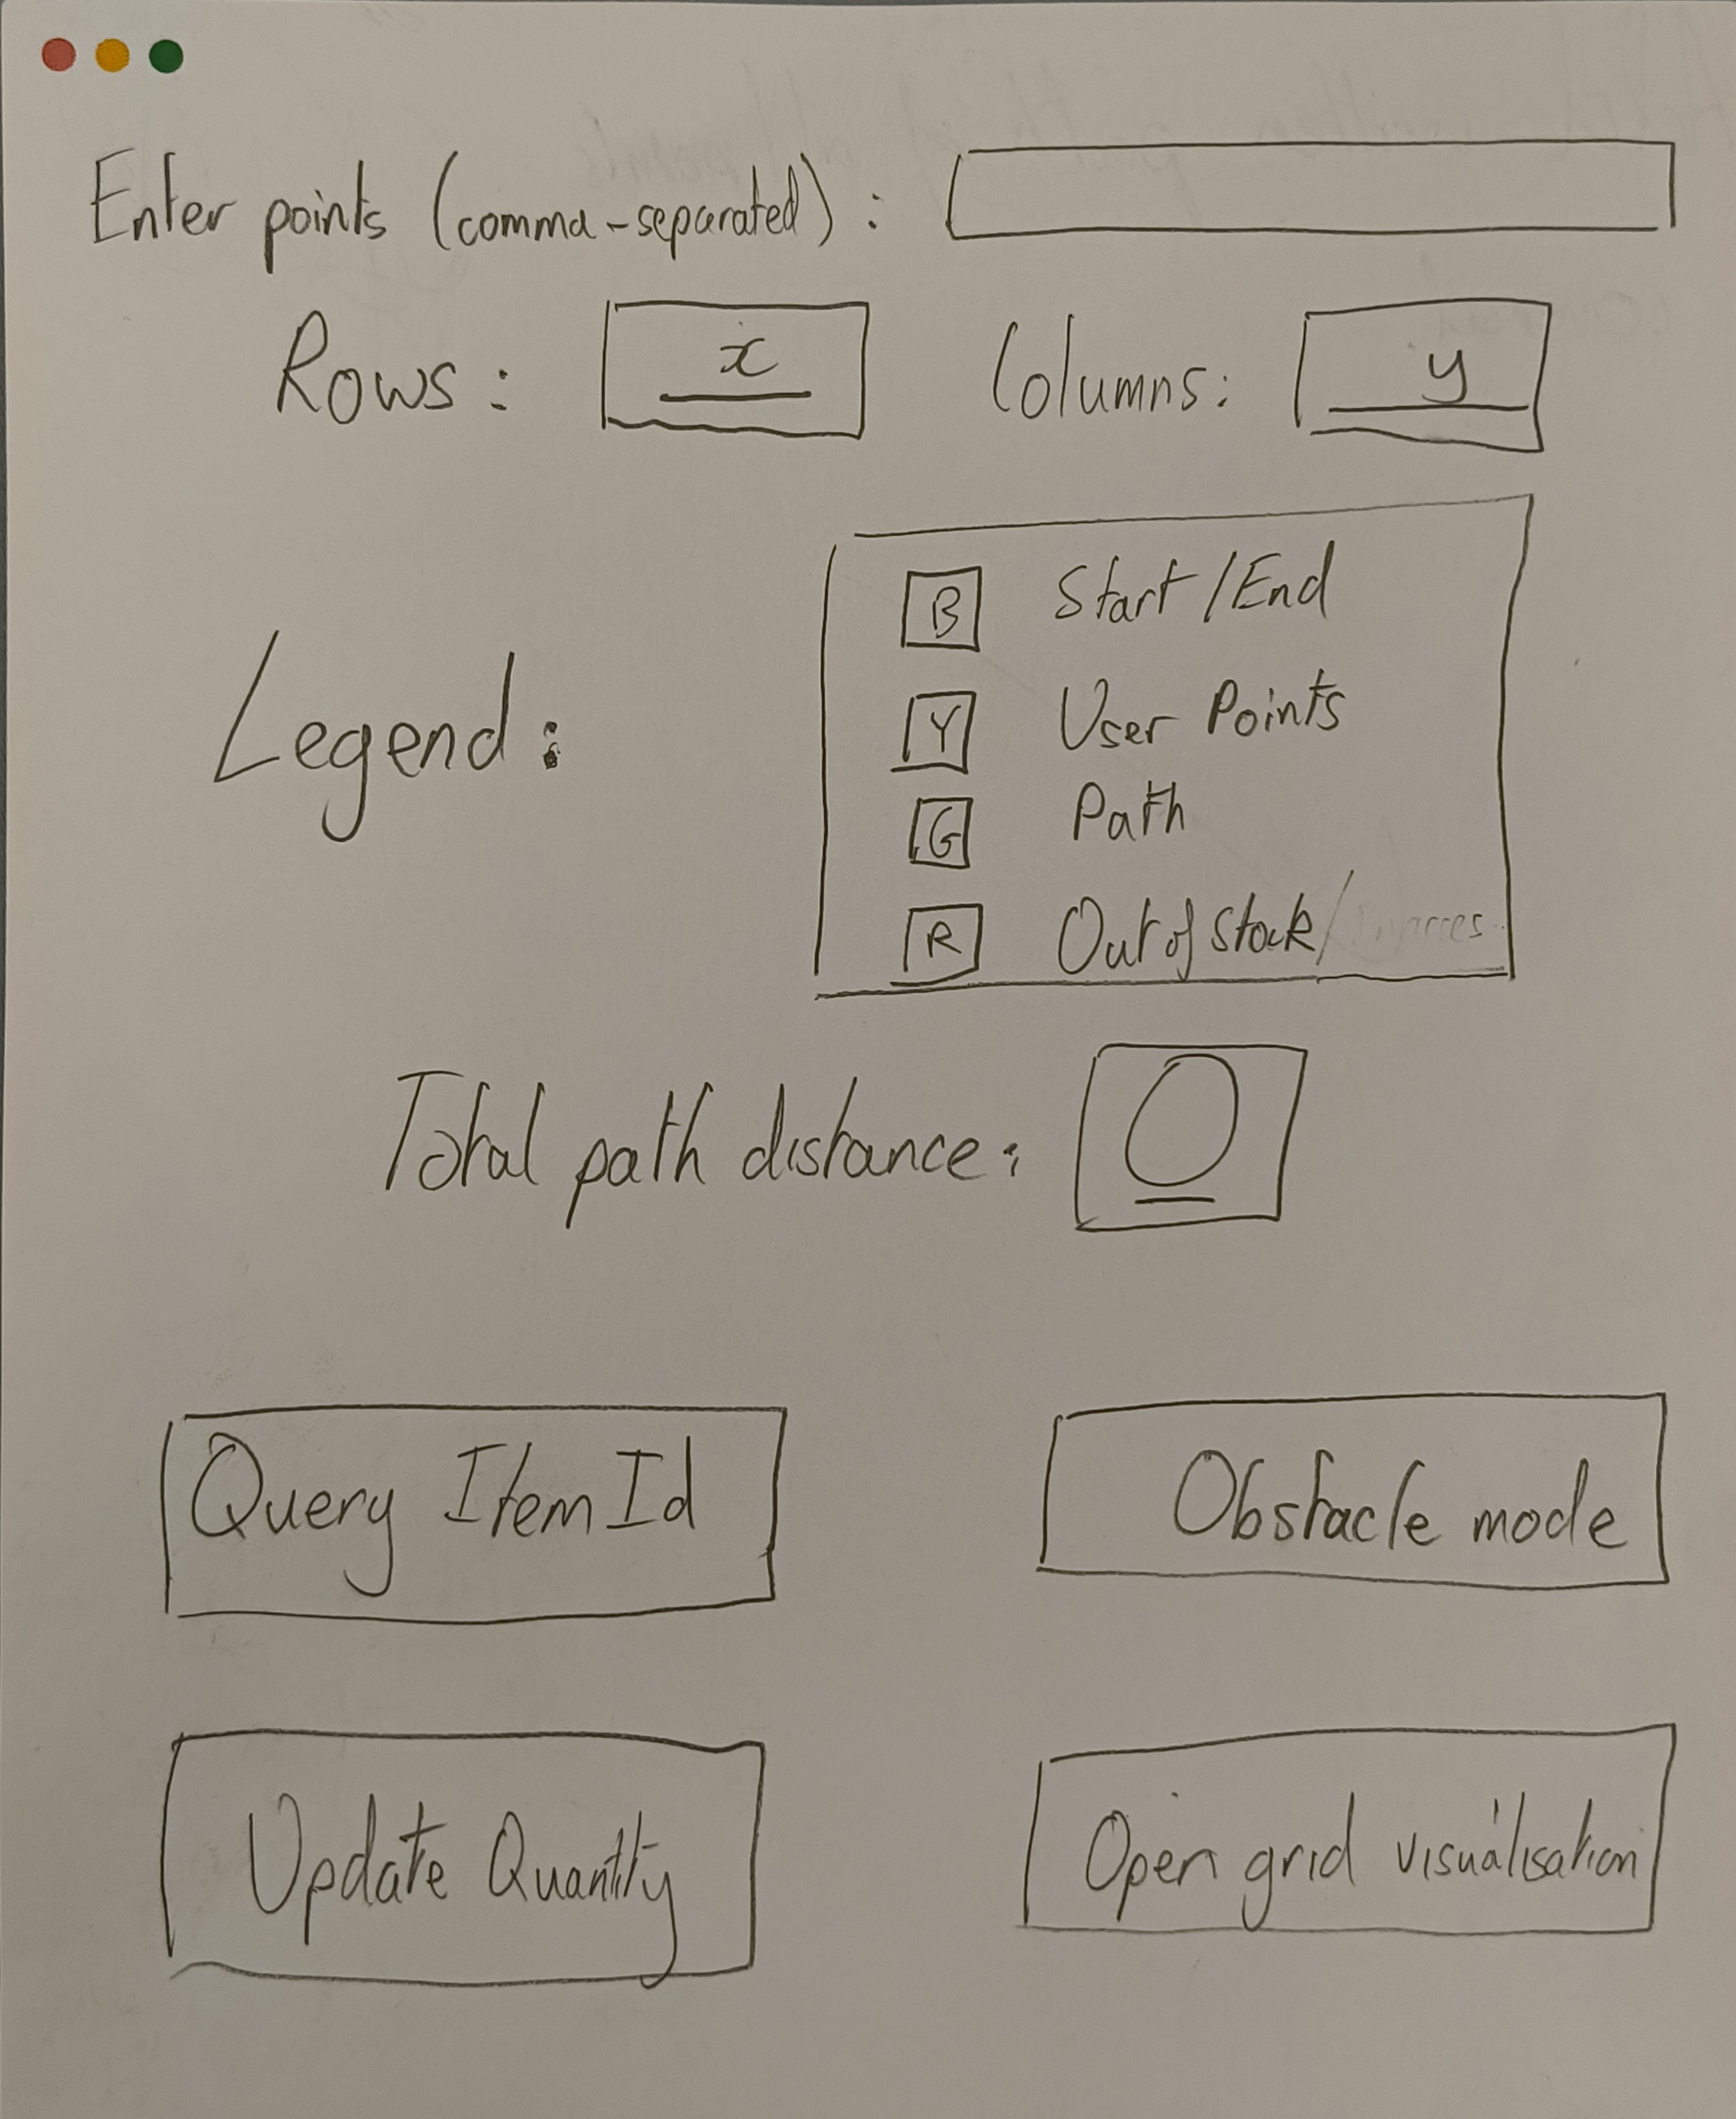 Enter points (comma-separated) :
Rows : x Columns: y
Legend :
B Start/End
Y User Points
G Path
R Out of Stock/
Total path distance: 0
Query Item Id
Obstacle mode
Update Quantity
Open grid visualisation